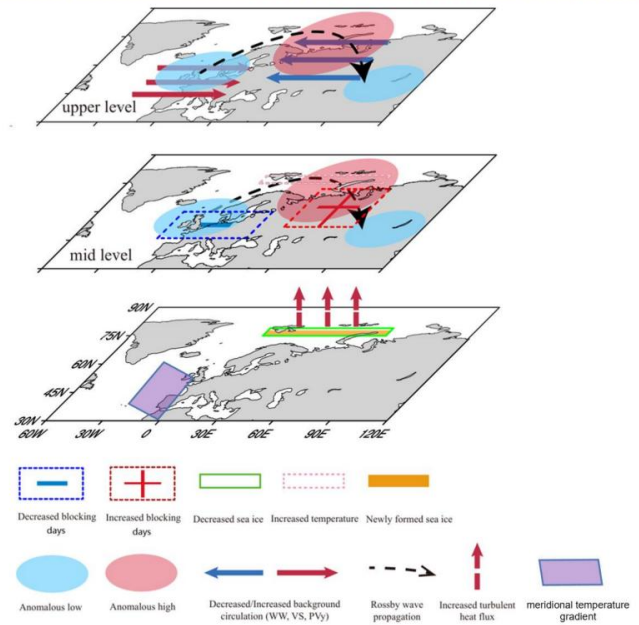 upper level
mid level
90N
75N
60N
45N
30N
60W 30W 0 30E 60E 90E 120E
Decreased blocking days
Increased blocking days
Decreased sea ice
Increased temperature
Newly formed sea ice
Anomalous low
Anomalous high
Decreased/Increased background
circulation (WW, VS, PVy)
Rossby wave
propagation
Increased turbulent
heat flux
meridional temperature
gradient